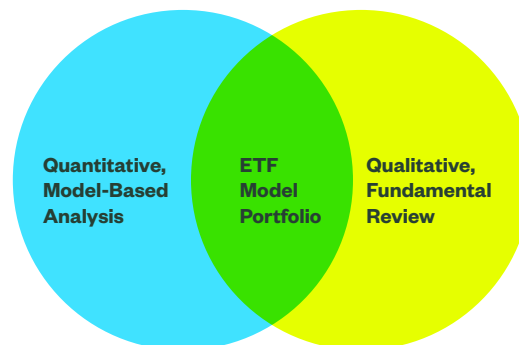 Quantitative,
Model-Based
Analysis
ETF
Model
Portfolio
Qualitative,
Fundamental
Review